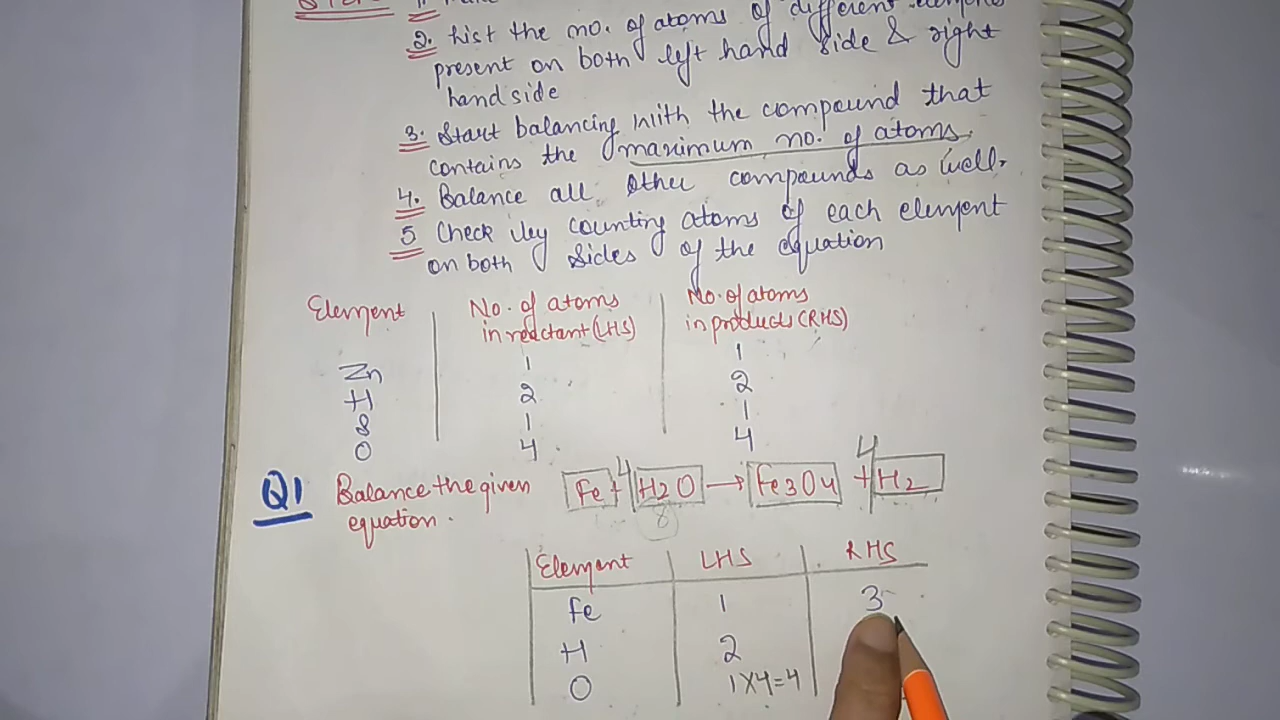 2. List the no. of atoms of different
present on both left hand side & right
hand side
3. Start balancing with the compound that
contains the maximum no. of atoms.
4. Balance all other compounds as well.
5 Check by counting atoms of each element
on both sides of the equation
Element No. of atoms in reactant (LHS) No. of atoms in products (RHS)
Zn 1 1
H 2 2
S 1 1
O 4 4
Q1 Balance the given equation. Fe + 4 H2O → Fe3O4 + 4 H2
8
Element LHS RHS
Fe 1 3
H 2
O 1x4=4